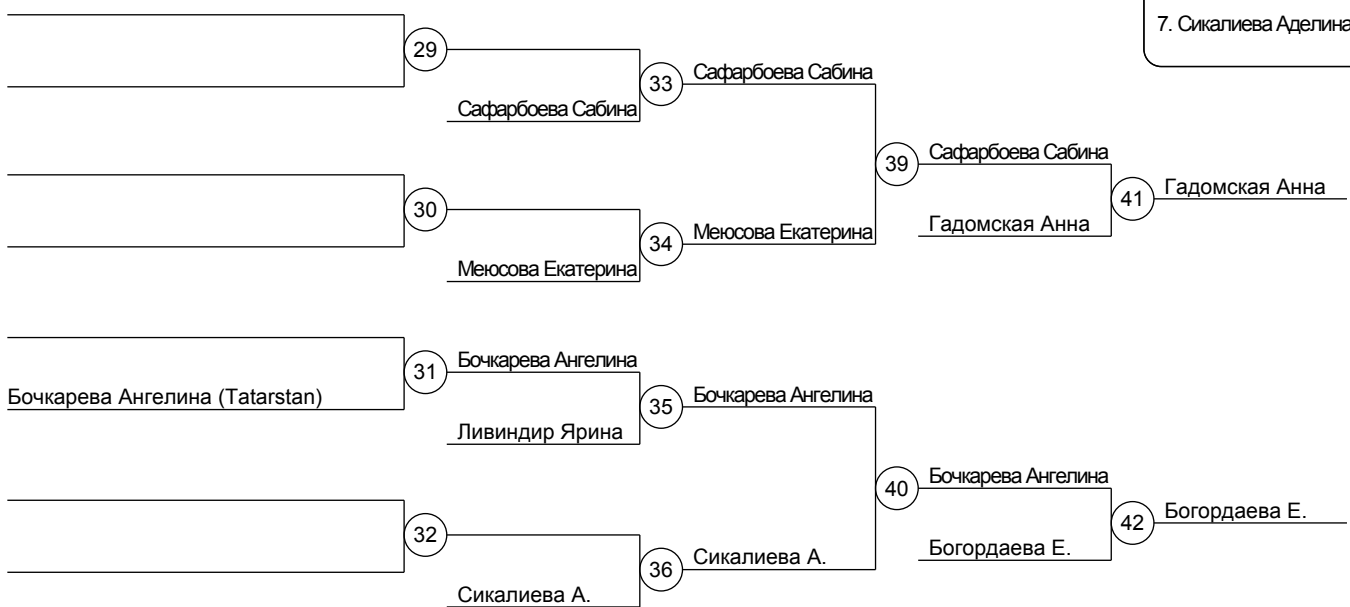 7. Сикалиева Аделина
29
33
Сафарбоева Сабина
Сафарбоева Сабина
39
Сафарбоева Сабина
41
Гадомская Анна
30
Гадомская Анна
34
Меюсова Екатерина
Меюсова Екатерина
31
Бочкарева Ангелина
Бочкарева Ангелина (Tatarstan)
35
Бочкарева Ангелина
Ливиндир Ярина
40
Бочкарева Ангелина
42
Богордаева Е.
32
Богордаева Е.
36
Сикалиева А.
Сикалиева А.